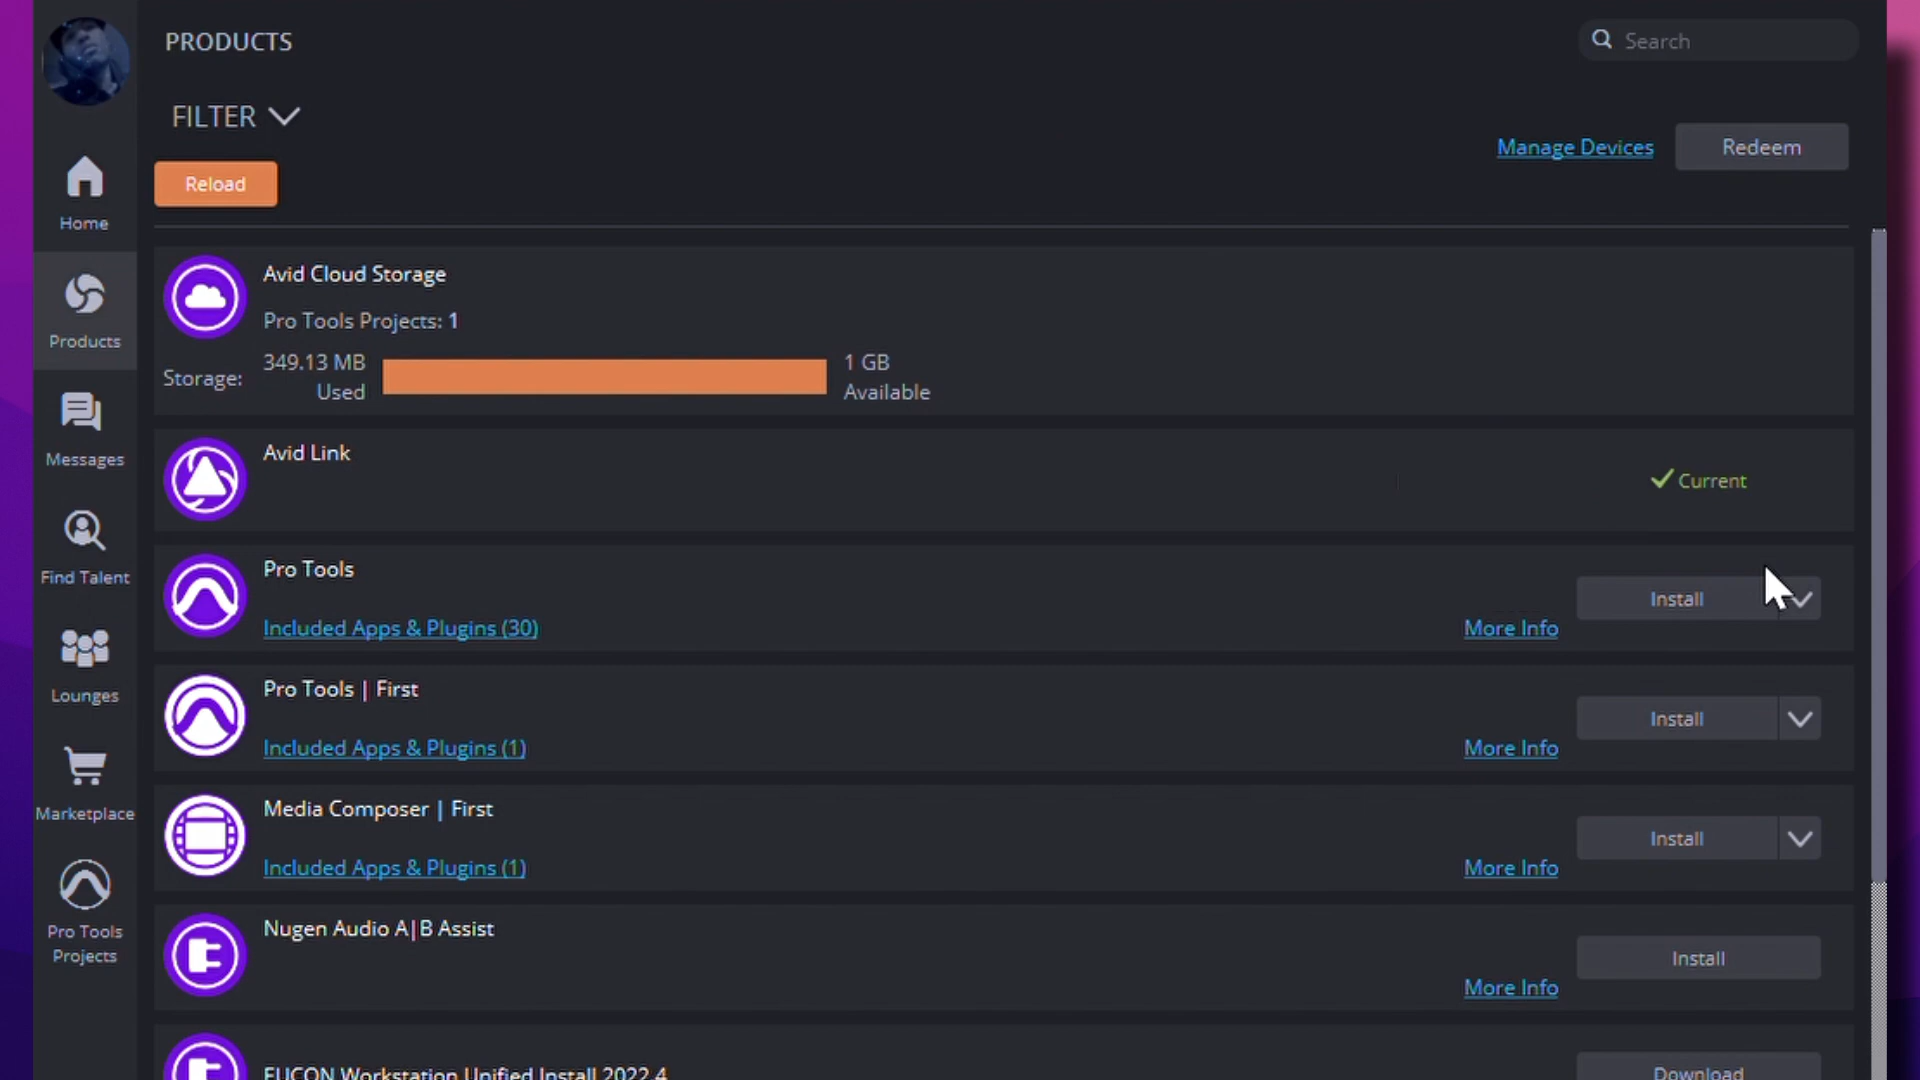 PRODUCTS
Search
FILTER
Manage Devices
Redeem
Reload
Home
Products
Messages
Find Talent
Lounges
Marketplace
Pro Tools
Projects
Avid Cloud Storage
Pro Tools Projects: 1
Storage:
349.13 MB
Used
1 GB
Available
Avid Link
Current
Pro Tools
Included Apps & Plugins (30)
More Info
Install
Pro Tools | First
Included Apps & Plugins (1)
More Info
Install
Media Composer | First
Included Apps & Plugins (1)
More Info
Install
Nugen Audio A|B Assist
More Info
Install
EUCON Workstation Unified Install 2022.4
Download